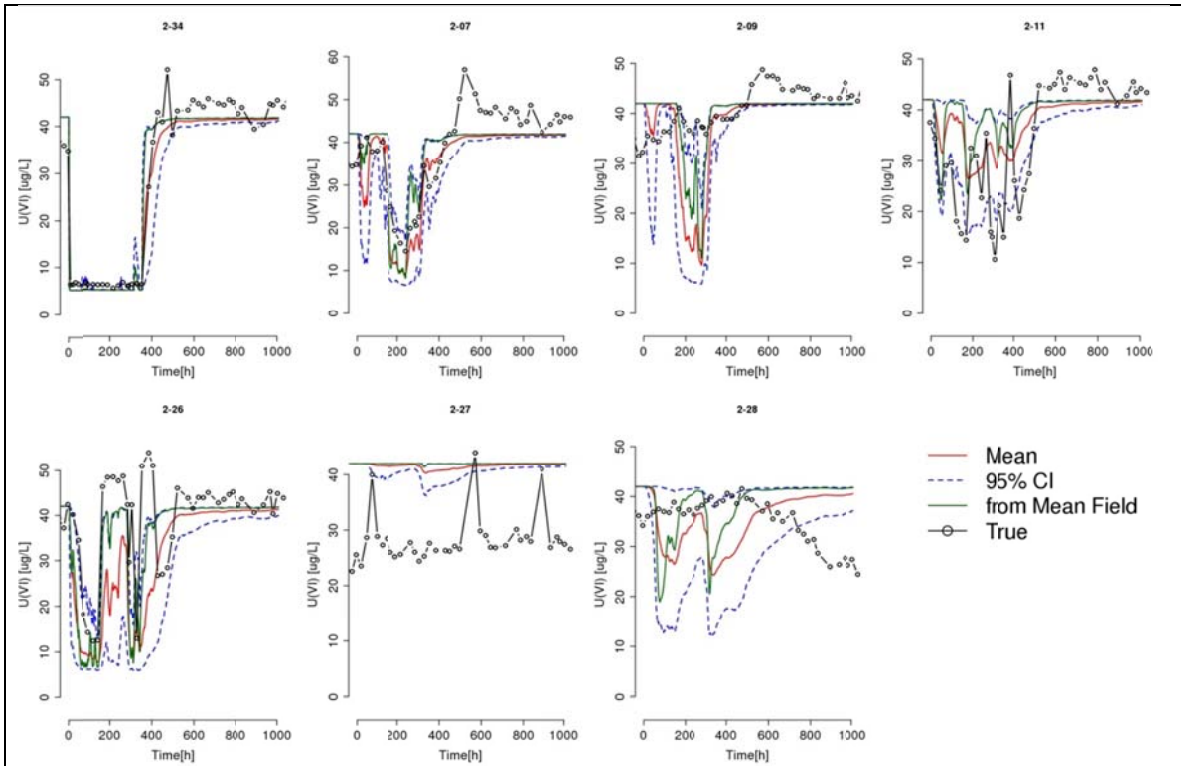 2-34
2-07
2-09
2-11
U(VI) [ug/L]
0 10 20 30 40 50
0 200 400 600 800 1000
Time[h]
U(VI) [ug/L]
0 10 20 30 40 50 60
0 200 400 600 800 1000
Time[h]
U(VI) [ug/L]
0 10 20 30 40 50
0 200 400 600 800 1000
Time[h]
U(VI) [ug/L]
0 10 20 30 40 50
0 200 400 600 800 1000
Time[h]
2-26
2-27
2-28
U(VI) [ug/L]
0 10 20 30 40 50
0 200 400 600 800 1000
Time[h]
U(VI) [ug/L]
0 10 20 30 40
0 200 400 600 800 1000
Time[h]
U(VI) [ug/L]
0 10 20 30 40 50
0 200 400 600 800 1000
Time[h]
Mean
95% CI
from Mean Field
True